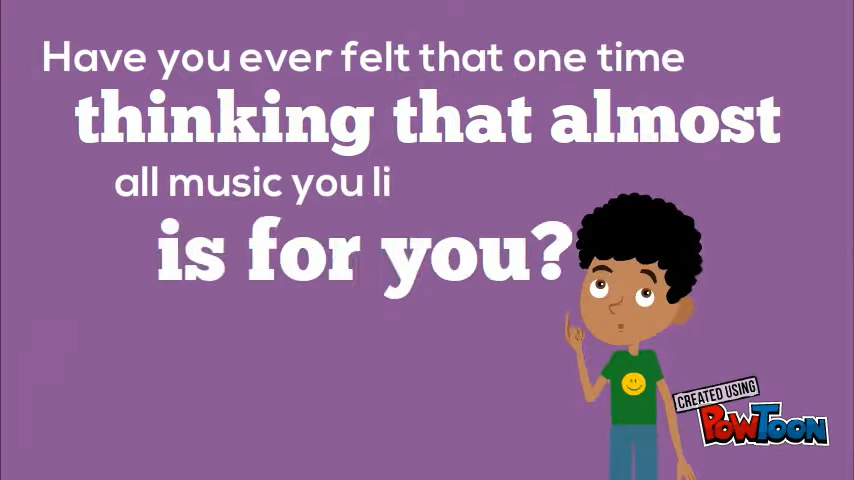 Have you ever felt that one time
thinking that almost
all music you li
is for you?
CREATED USING
POWTOON